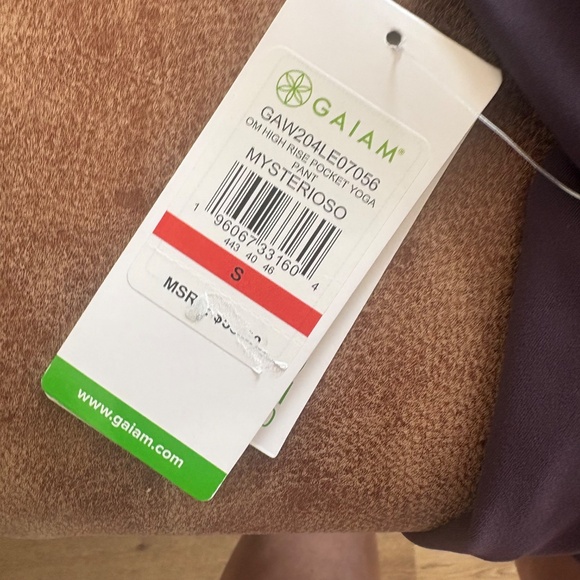 GAIAM®
GAW204LE07056
OM HIGH RISE POCKET YOGA
PANT
MYSTERIOSO
1 96067 33160 4
443 40 46
S
MSR
www.gaiam.com